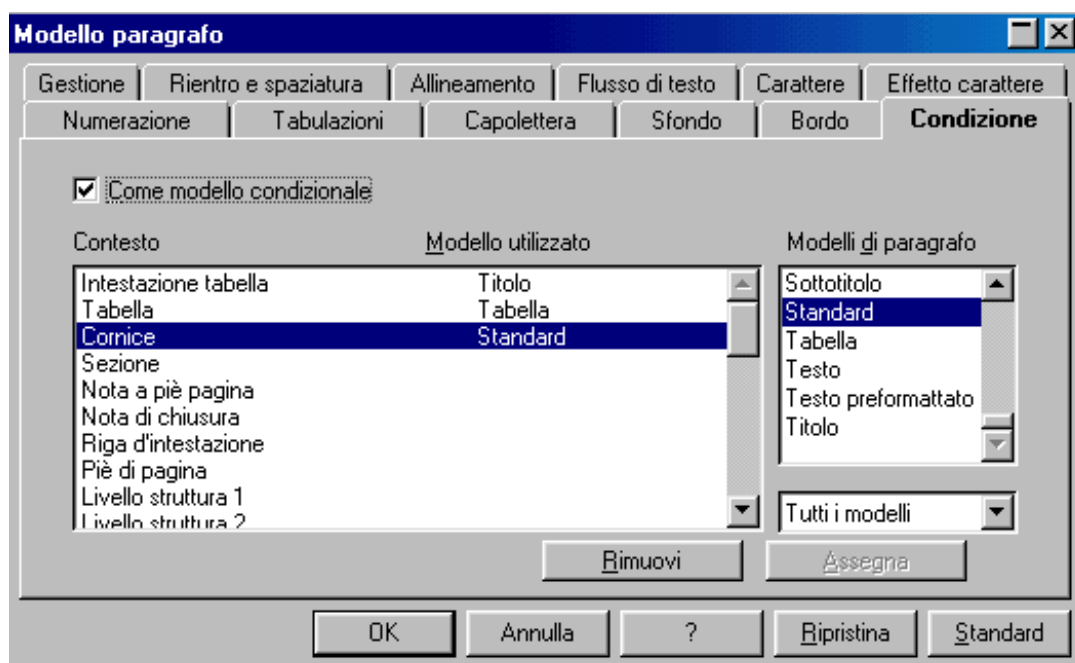 Modello paragrafo
Gestione Rientro e spaziatura Allineamento Flusso di testo Carattere Effetto carattere
Numerazione Tabulazioni Capolettera Sfondo Bordo Condizione
Come modello condizionale
Contesto Modello utilizzato Modelli di paragrafo
Intestazione tabella Titolo
Tabella Tabella
Cornice Standard
Sezione
Nota a piè pagina
Nota di chiusura
Riga d'intestazione
Piè di pagina
Livello struttura 1
Livello struttura 2
Sottotitolo
Standard
Tabella
Testo
Testo preformattato
Titolo
Tutti i modelli
Rimuovi Assegna
OK Annulla ? Ripristina Standard